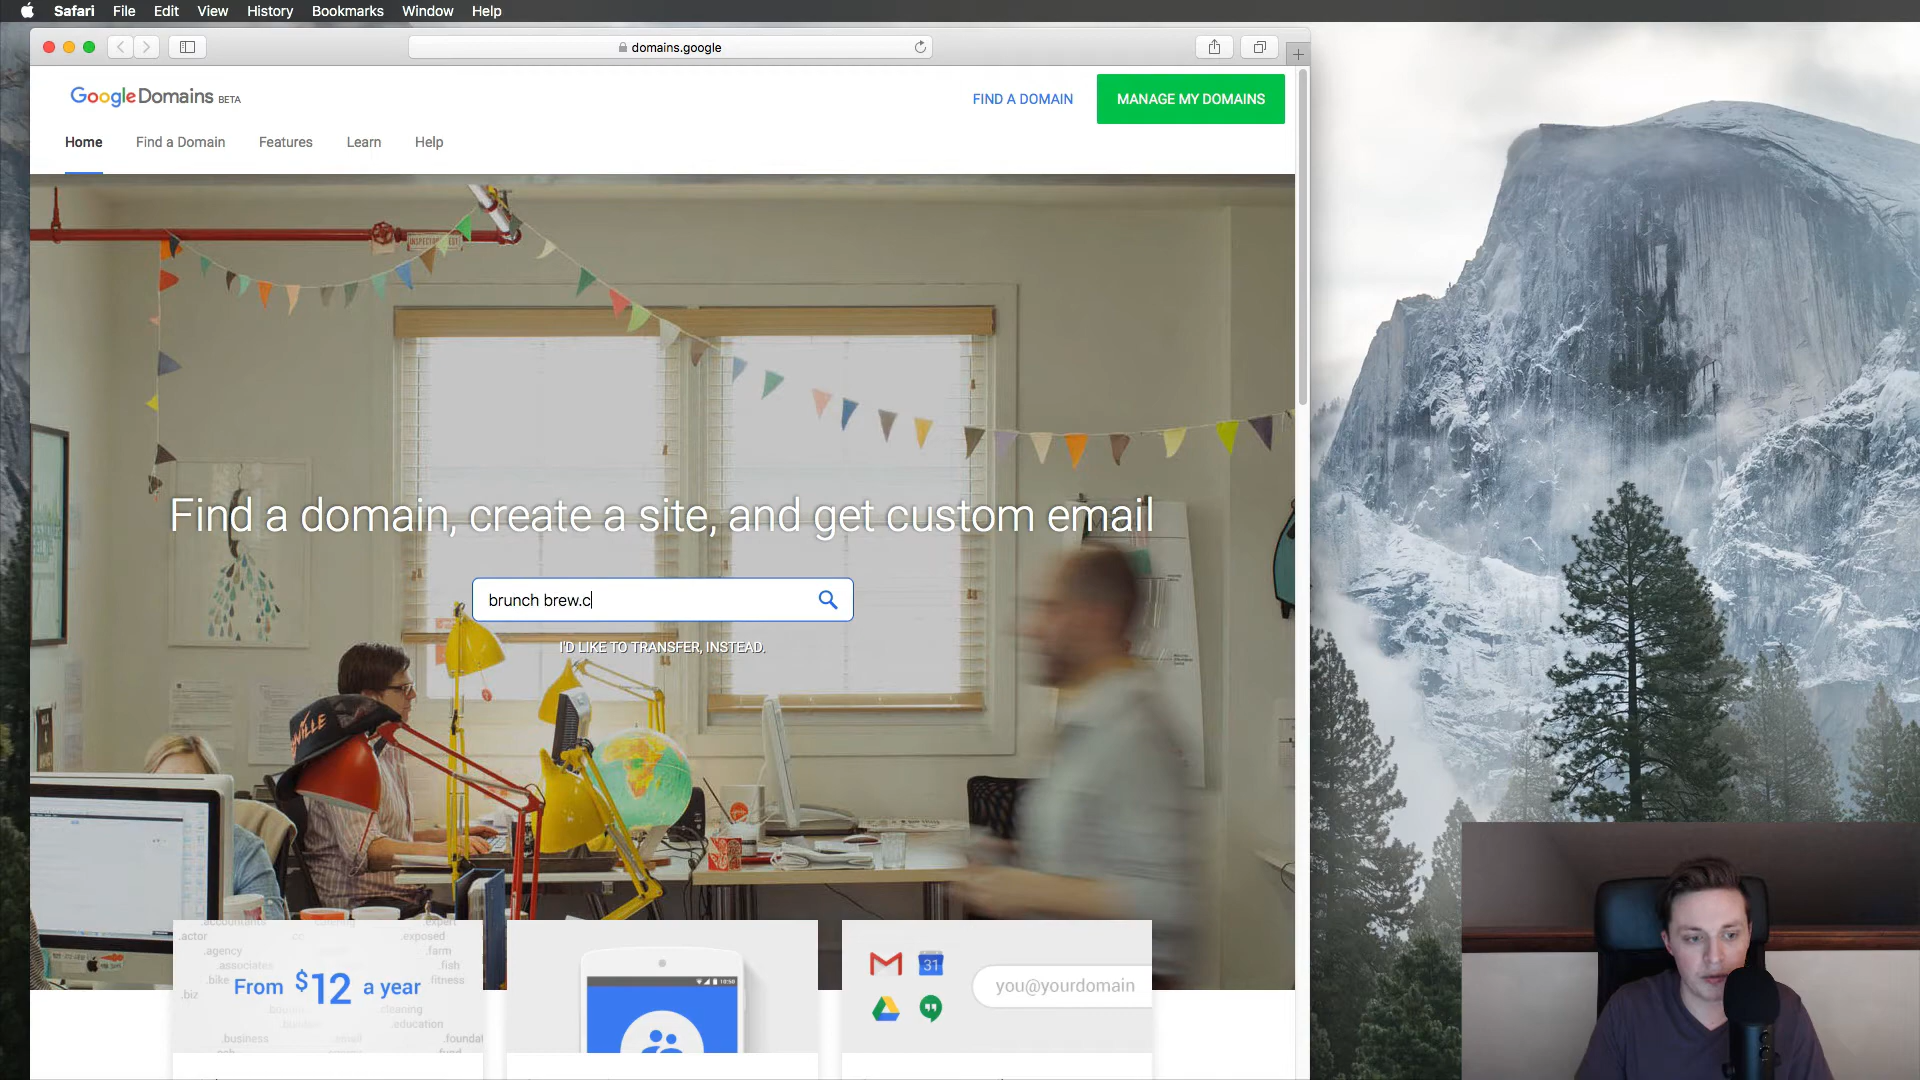 Safari File Edit View History Bookmarks Window Help
domains.google
Google Domains BETA
FIND A DOMAIN
MANAGE MY DOMAINS
Home Find a Domain Features Learn Help
Find a domain, create a site, and get custom email
brunch brew.c
I'D LIKE TO TRANSFER, INSTEAD.
.accountants
.expert
.actor
.exposed
.agency
.farm
.associates
.fish
.bike
From $12 a year
.fitness
.biz
.cleaning
.education
.business
.foundat
31
you@yourdomain